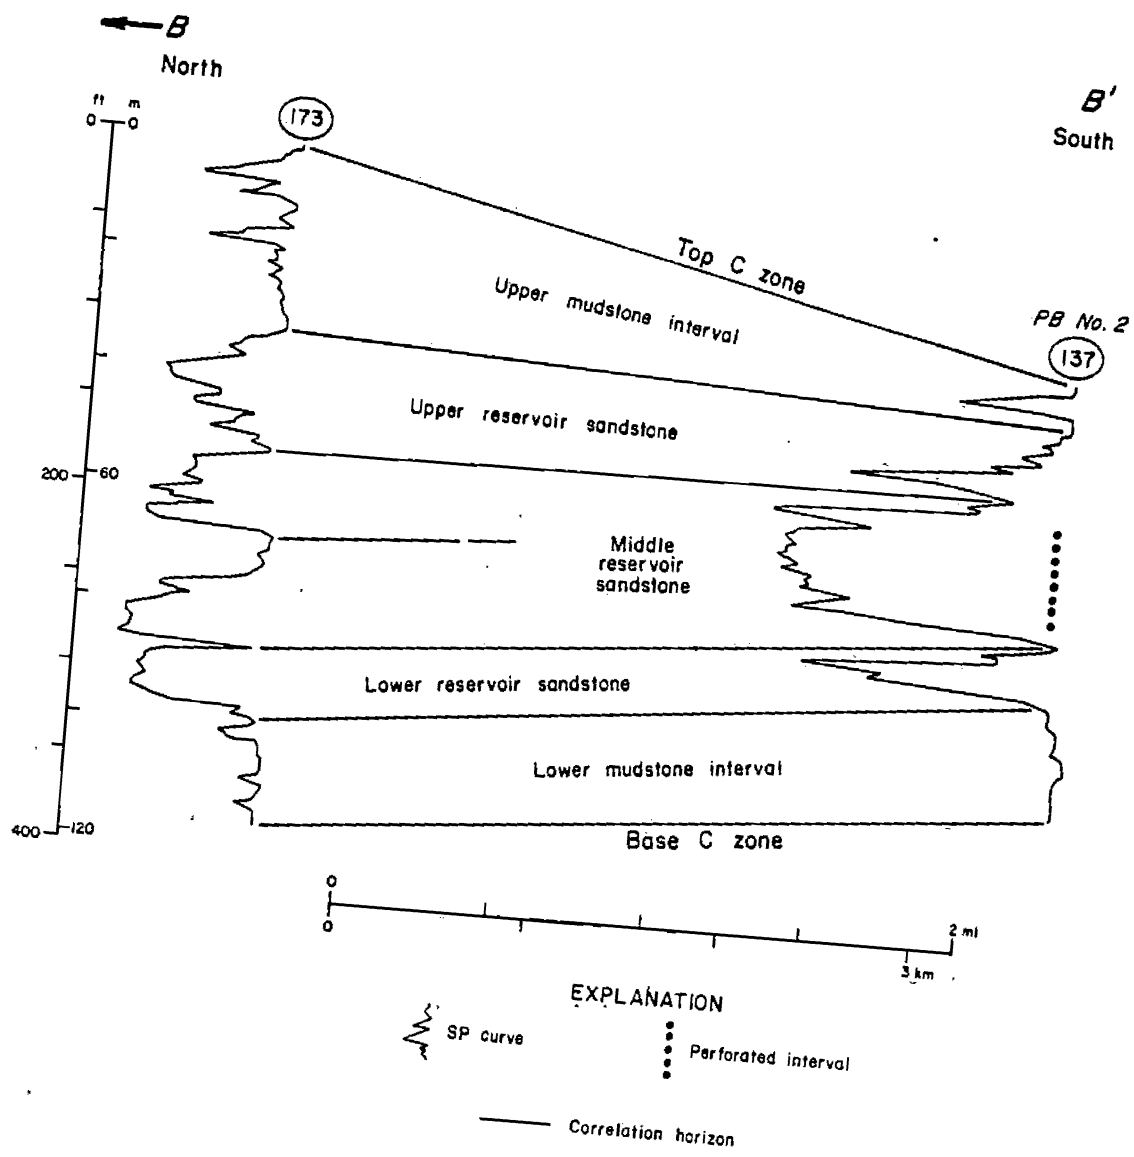 B
North
B'
South
ft m
0 0
173
Top C zone
Upper mudstone interval
PB No. 2
137
Upper reservoir sandstone
200 60
Middle
reservoir
sandstone
Lower reservoir sandstone
Lower mudstone interval
400 120
Base C zone
0
0
2 mi
3 km
EXPLANATION
SP curve
Perforated interval
Correlation horizon